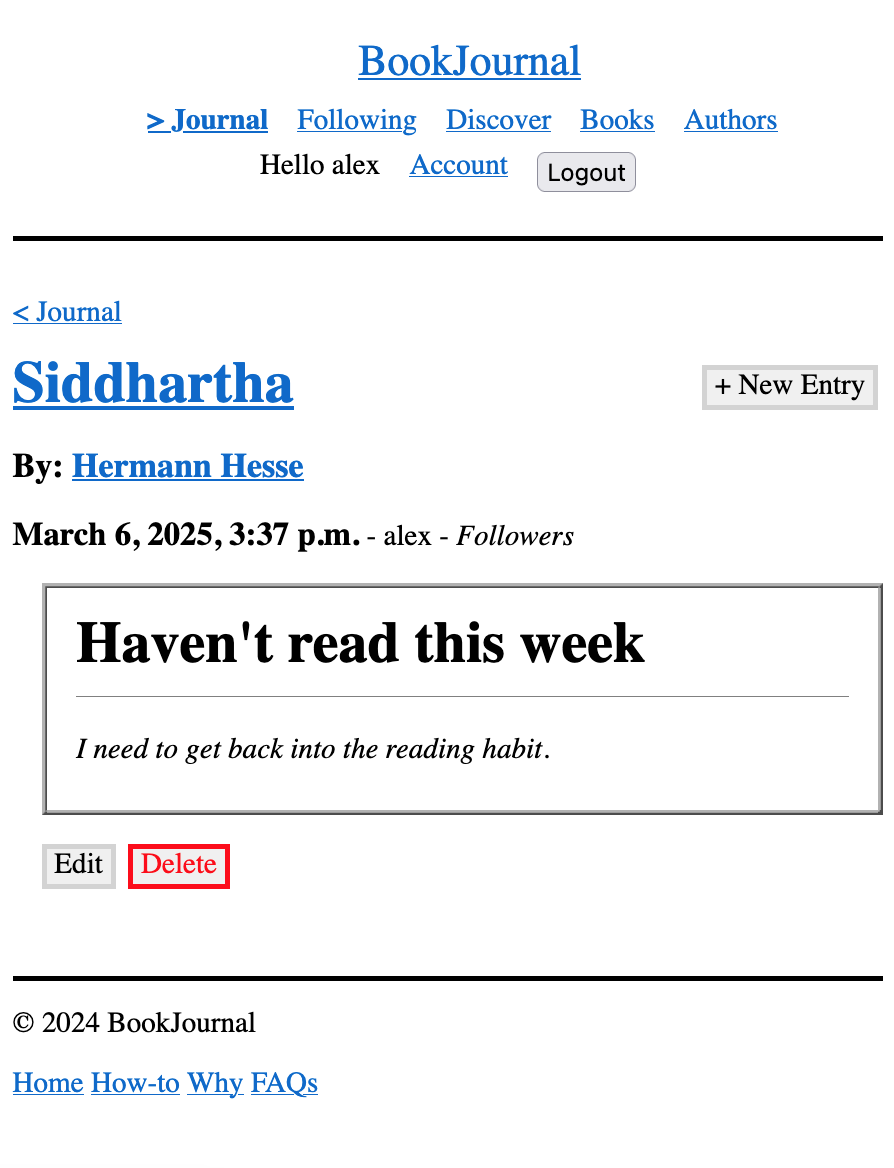 BookJournal
> Journal Following Discover Books Authors
Hello alex Account Logout
< Journal
Siddhartha + New Entry
By: Hermann Hesse
March 6, 2025, 3:37 p.m. - alex - Followers
Haven't read this week
I need to get back into the reading habit.
Edit Delete
© 2024 BookJournal
Home How-to Why FAQs